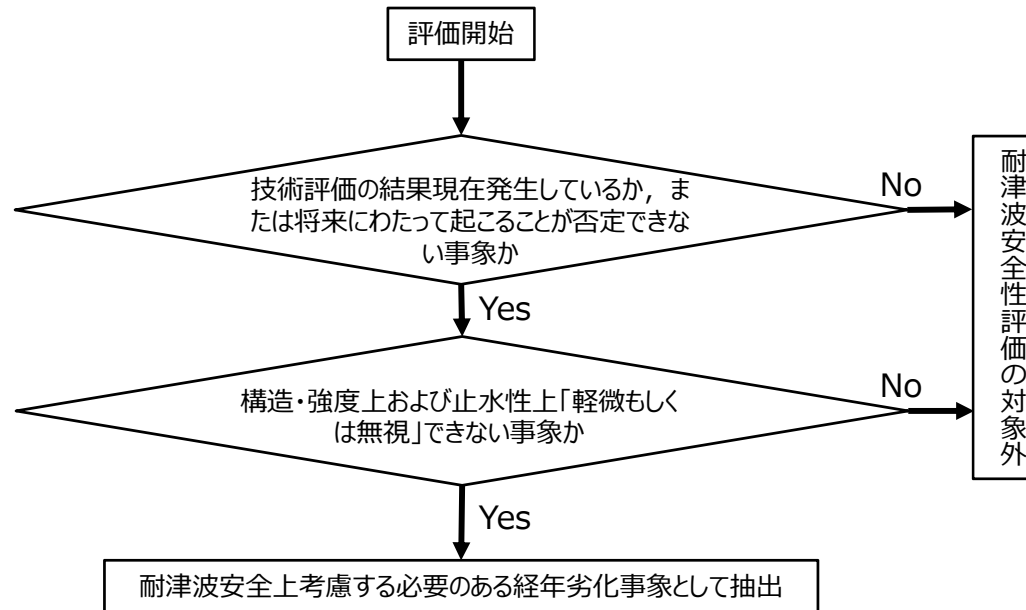 評価開始
技術評価の結果現在発生しているか，ま
たは将来にわたって起こることが否定できな
い事象か
No
Yes
構造・強度上および止水性上「軽微もしく
は無視」できない事象か
No
Yes
耐津波安全上考慮する必要のある経年劣化事象として抽出
耐津波安全性評価の対象外